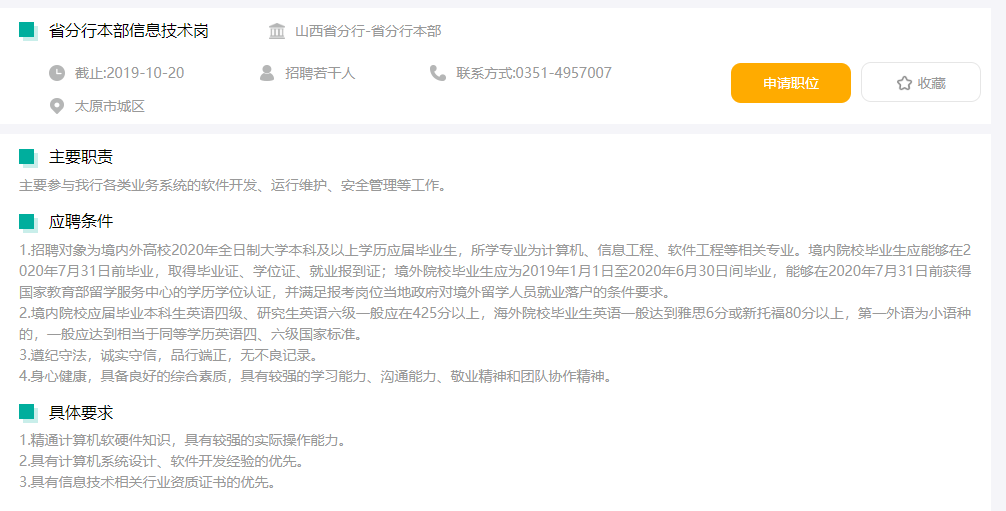 省分行本部信息技术岗 山西省分行-省分行本部
截止:2019-10-20 招聘若干人 联系方式:0351-4957007
申请职位 收藏
太原市城区
主要职责
主要参与我行各类业务系统的软件开发、运行维护、安全管理等工作。
应聘条件
1.招聘对象为境内外高校2020年全日制大学本科及以上学历应届毕业生，所学专业为计算机、信息工程、软件工程等相关专业。境内院校毕业生应能够在2
020年7月31日前毕业，取得毕业证、学位证、就业报到证；境外院校毕业生应为2019年1月1日至2020年6月30日间毕业，能够在2020年7月31日前获得
国家教育部留学服务中心的学历学位认证，并满足报考岗位当地政府对境外留学人员就业落户的条件要求。
2.境内院校应届毕业本科生英语四级、研究生英语六级一般应在425分以上，海外院校毕业生英语一般达到雅思6分或新托福80分以上，第一外语为小语种
的，一般应达到相当于同等学历英语四、六级国家标准。
3.遵纪守法，诚实守信，品行端正，无不良记录。
4.身心健康，具备良好的综合素质，具有较强的学习能力、沟通能力、敬业精神和团队协作精神。
具体要求
1.精通计算机软硬件知识，具有较强的实际操作能力。
2.具有计算机系统设计、软件开发经验的优先。
3.具有信息技术相关行业资质证书的优先。